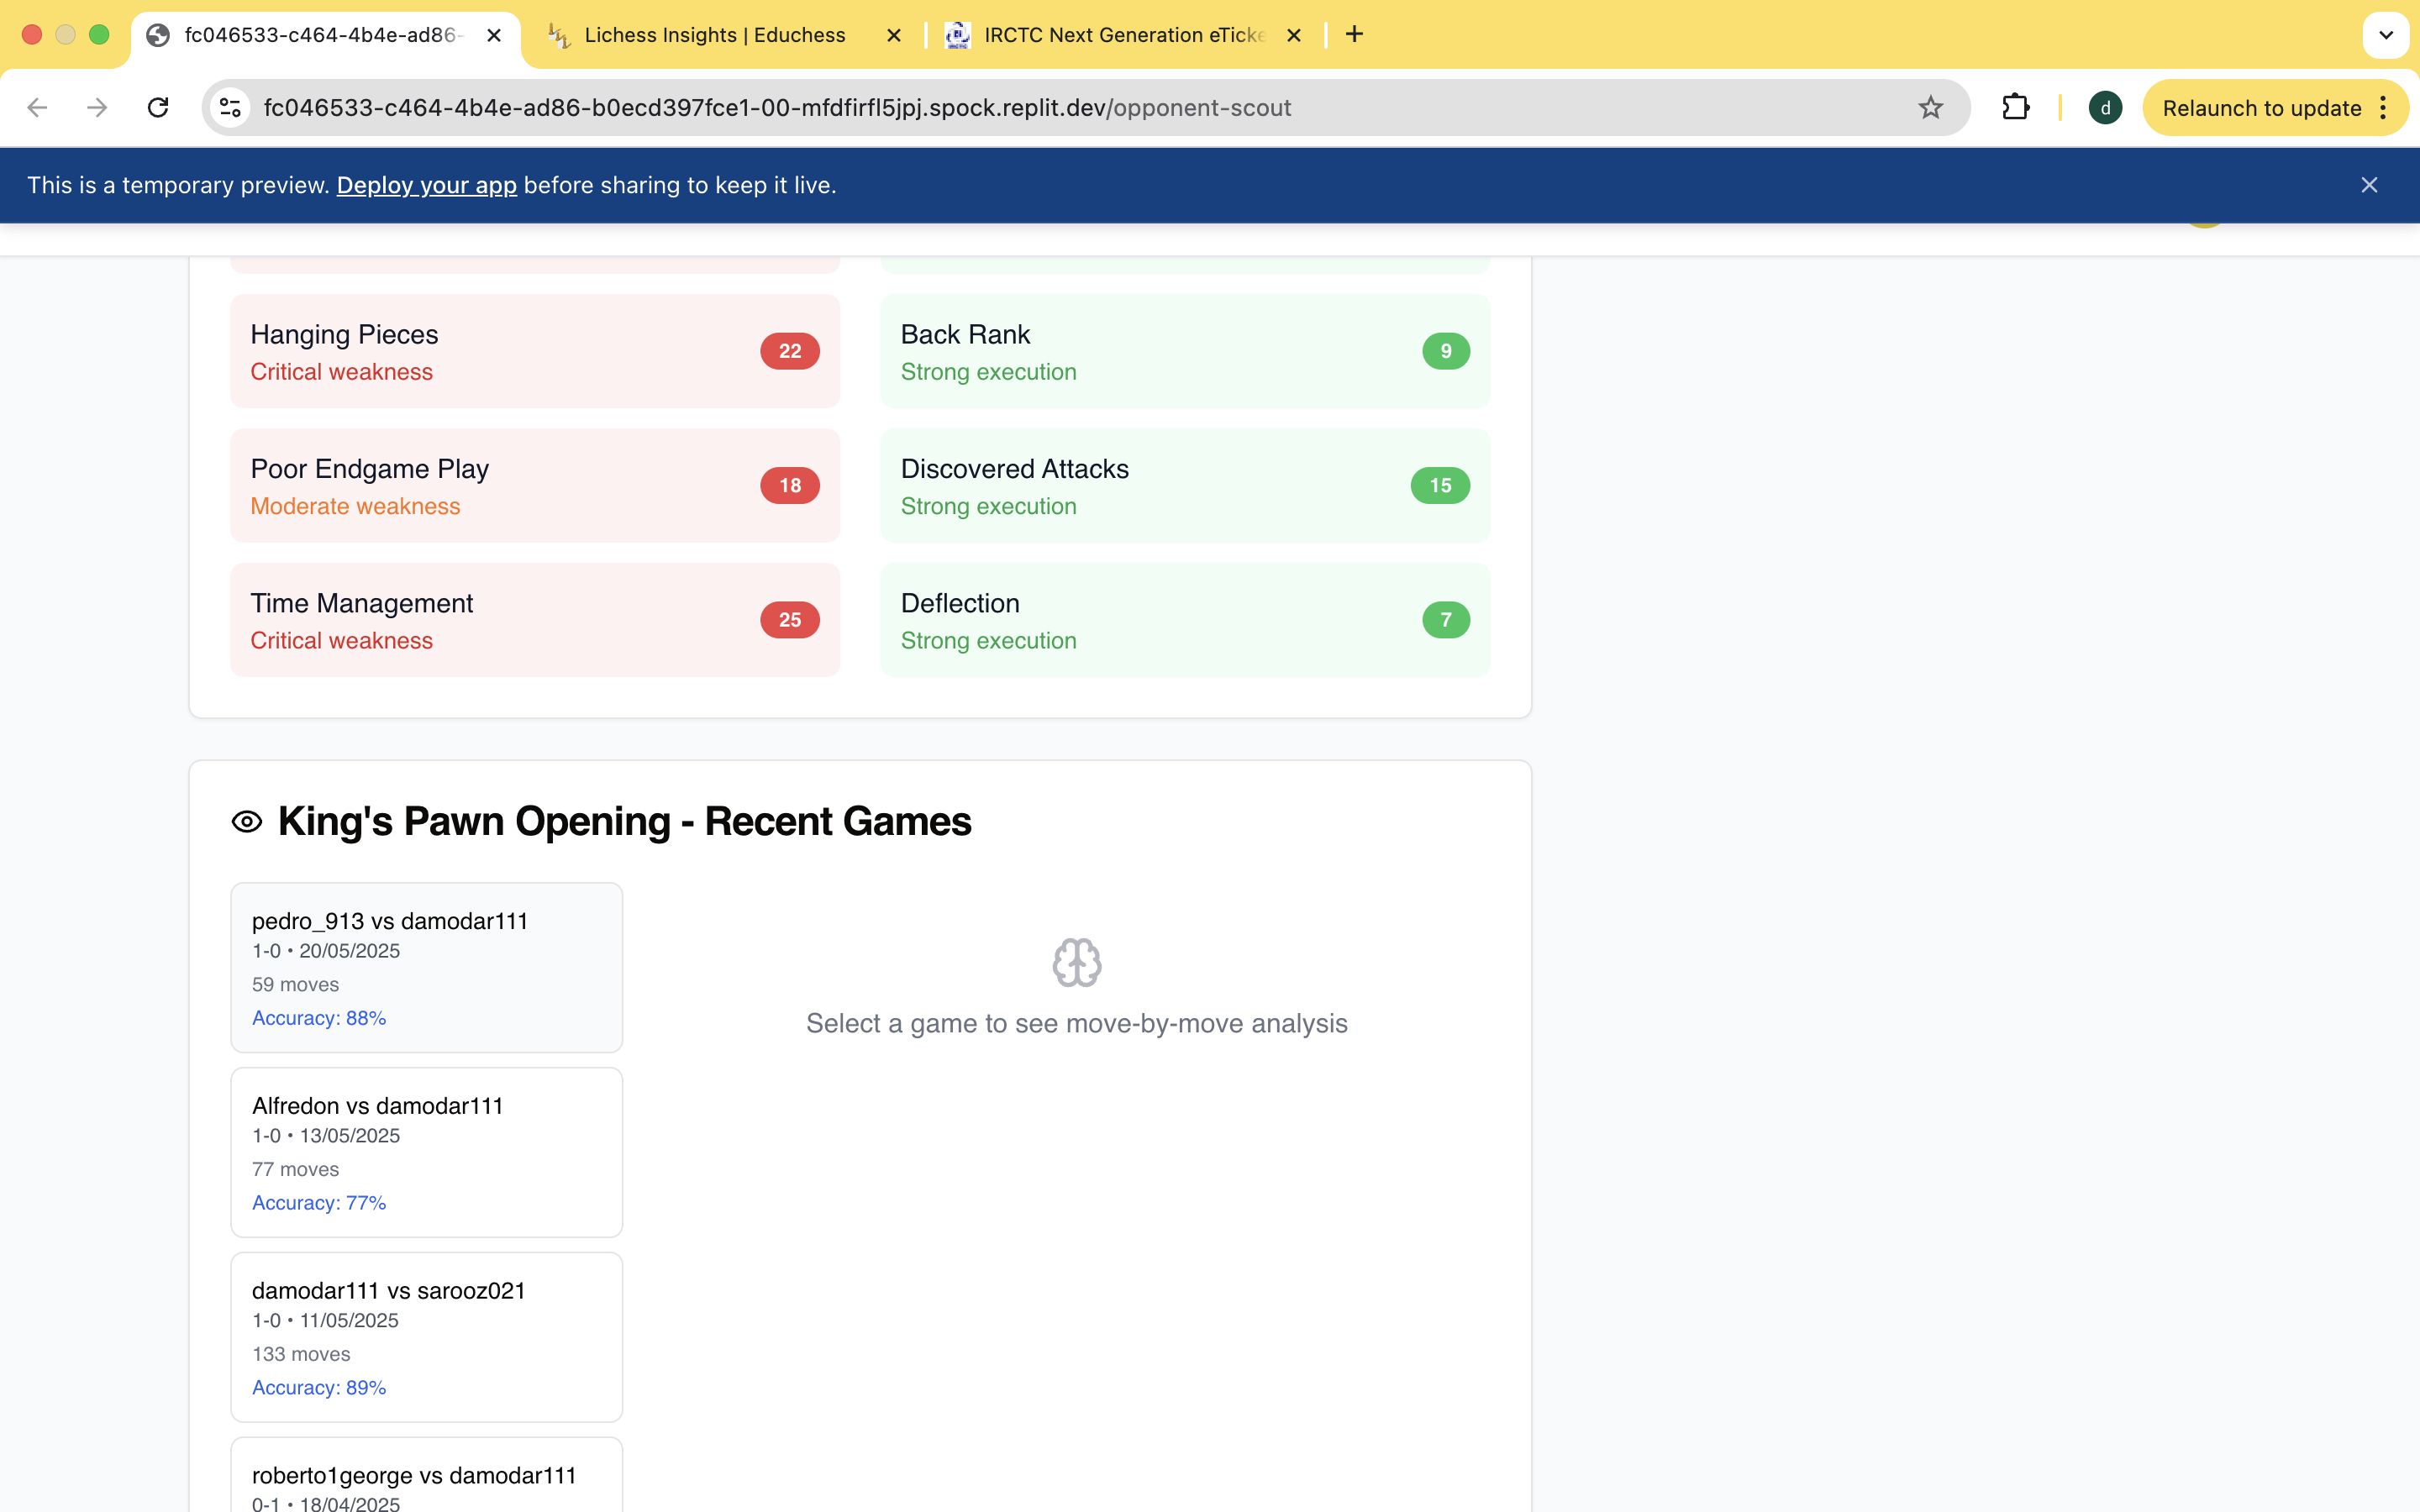 fc046533-c464-4b4e-ad86-
Lichess Insights | Educhess
IRCTC Next Generation eTicke
fc046533-c464-4b4e-ad86-b0ecd397fce1-00-mfdfirfl5jpj.spock.replit.dev/opponent-scout
d
Relaunch to update
This is a temporary preview. Deploy your app before sharing to keep it live.
Hanging Pieces
Critical weakness
22
Back Rank
Strong execution
9
Poor Endgame Play
Moderate weakness
18
Discovered Attacks
Strong execution
15
Time Management
Critical weakness
25
Deflection
Strong execution
7
King's Pawn Opening - Recent Games
pedro_913 vs damodar111
1-0 • 20/05/2025
59 moves
Accuracy: 88%
Select a game to see move-by-move analysis
Alfredon vs damodar111
1-0 • 13/05/2025
77 moves
Accuracy: 77%
damodar111 vs sarooz021
1-0 • 11/05/2025
133 moves
Accuracy: 89%
roberto1george vs damodar111
0-1 • 18/04/2025